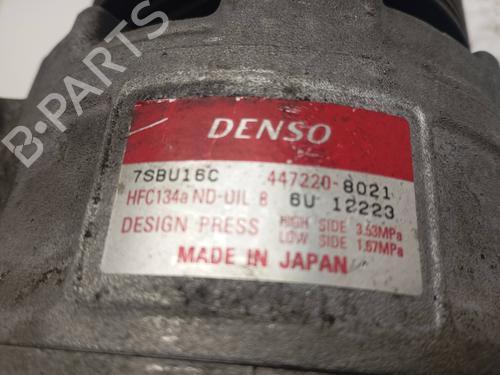 DENSO
7SBU16C 447220-8021
HFC134a ND-OIL 8 6U 12223
DESIGN PRESS HIGH SIDE 3.53MPa
LOW SIDE 1.67MPa
MADE IN JAPAN
B-PARTS